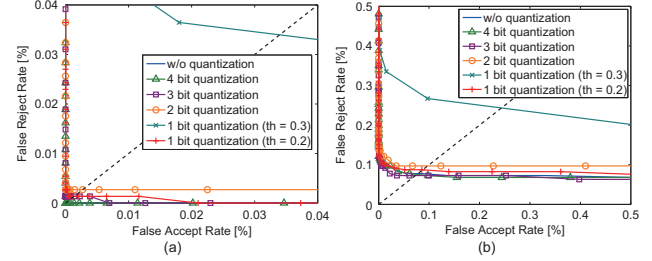 0.04
0.03
0.02
0.01
0
0 0.01 0.02 0.03 0.04
False Reject Rate [%]
False Accept Rate [%]
w/o quantization
4 bit quantization
3 bit quantization
2 bit quantization
1 bit quantization (th = 0.3)
1 bit quantization (th = 0.2)
(a)
0.5
0.4
0.3
0.2
0.1
0
0 0.1 0.2 0.3 0.4 0.5
False Reject Rate [%]
False Accept Rate [%]
w/o quantization
4 bit quantization
3 bit quantization
2 bit quantization
1 bit quantization (th = 0.3)
1 bit quantization (th = 0.2)
(b)